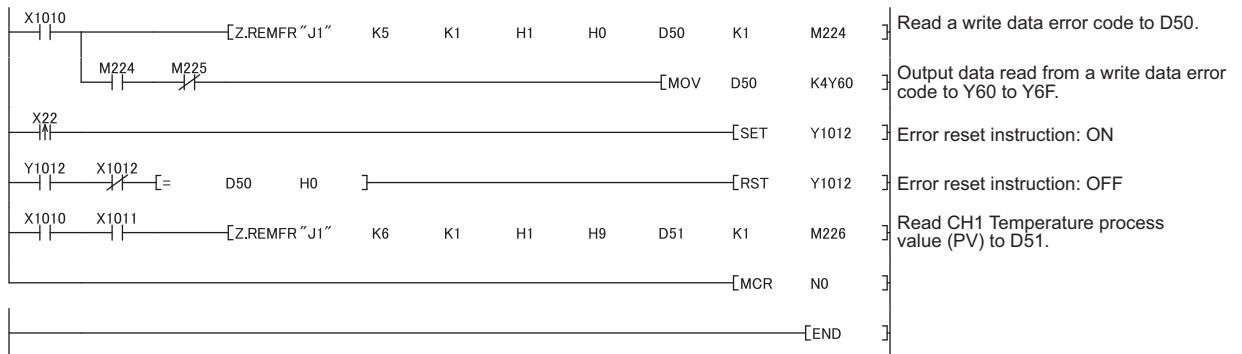 X1010
[Z.REMFR "J1" K5 K1 H1 H0 D50 K1 M224 ]
Read a write data error code to D50.
M224 M225
[MOV D50 K4Y60 ]
Output data read from a write data error
code to Y60 to Y6F.
X22
[SET Y1012 ]
Error reset instruction: ON
Y1012 X1012
[= D50 H0 ]
[RST Y1012 ]
Error reset instruction: OFF
X1010 X1011
[Z.REMFR "J1" K6 K1 H1 H9 D51 K1 M226 ]
Read CH1 Temperature process
value (PV) to D51.
[MCR N0 ]
[END ]